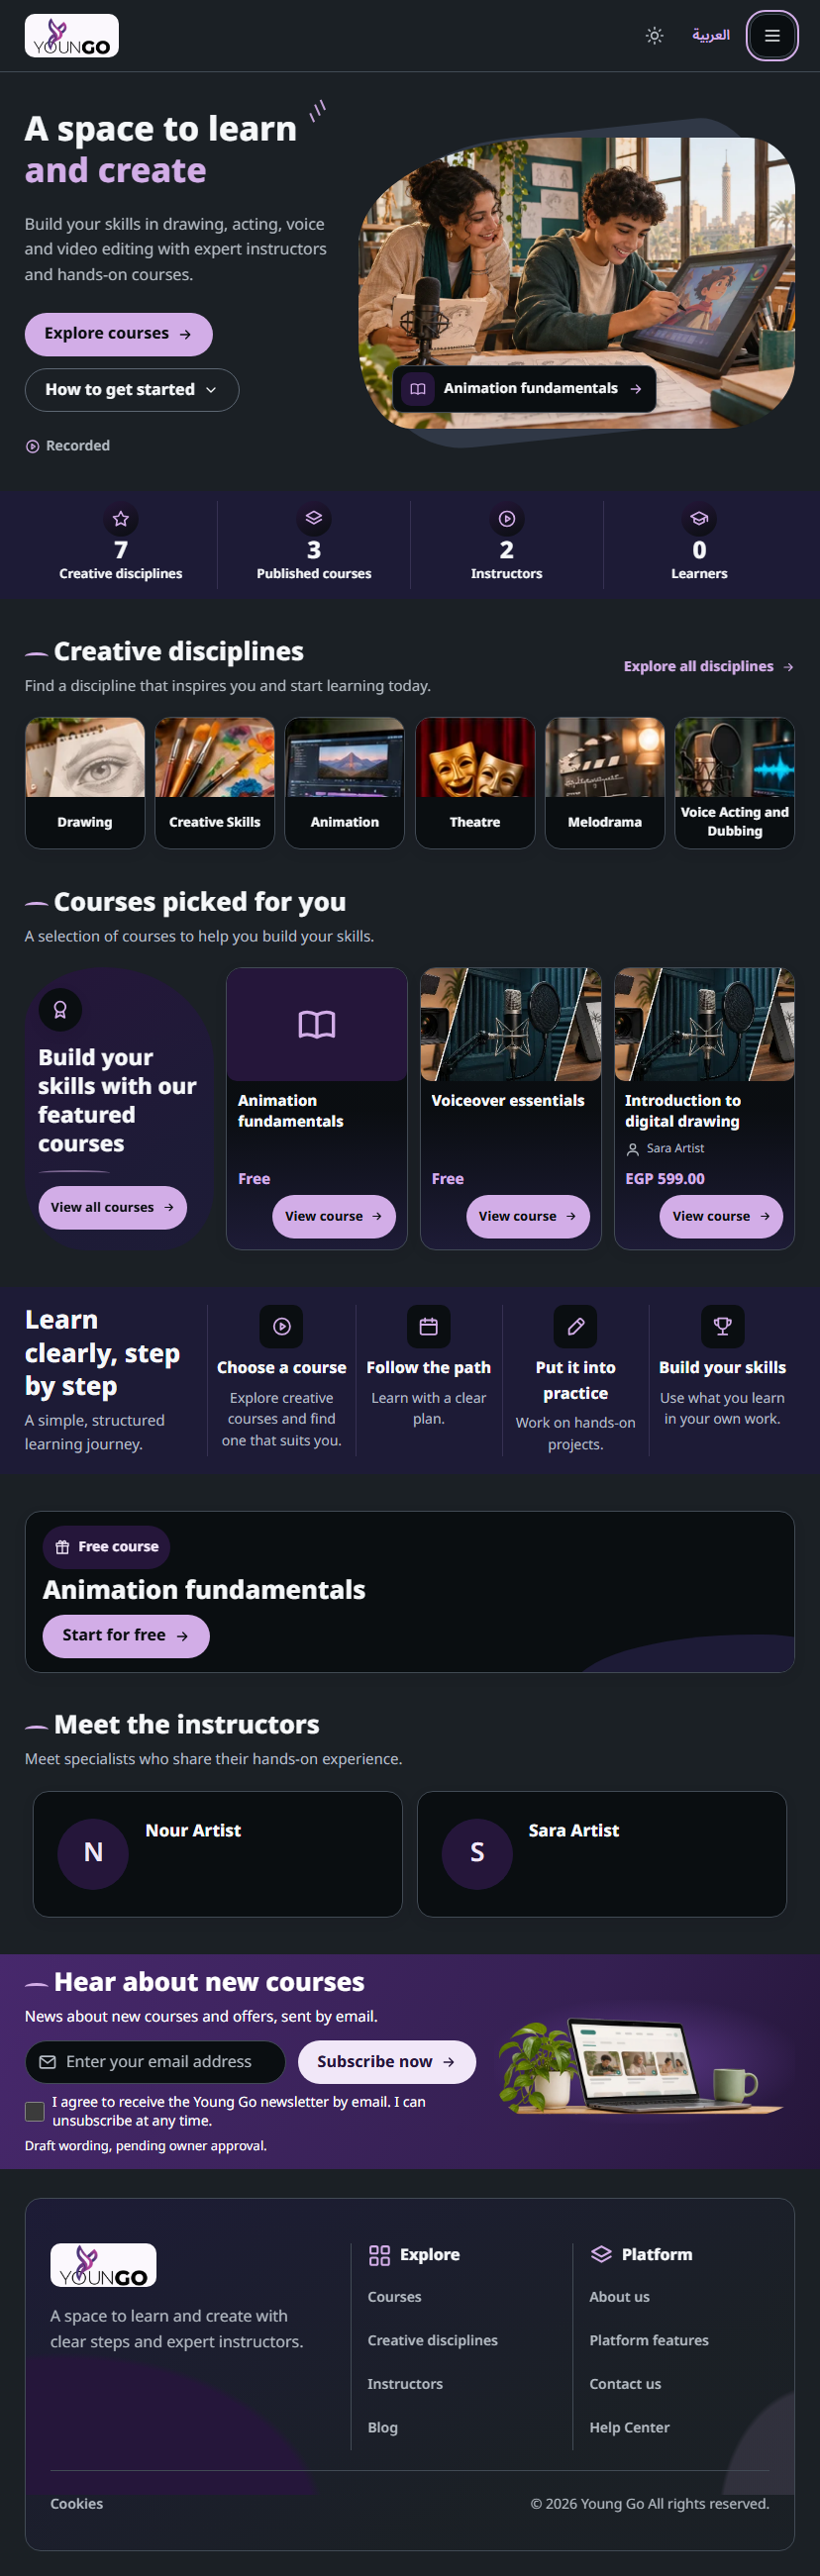 YOUNGO
العربية
A space to learn
and create
Build your skills in drawing, acting, voice
and video editing with expert instructors
and hands-on courses.
Explore courses
How to get started
Recorded
Animation fundamentals
7
Creative disciplines
3
Published courses
2
Instructors
0
Learners
Creative disciplines
Find a discipline that inspires you and start learning today.
Explore all disciplines
Drawing
Creative Skills
Animation
Theatre
Melodrama
Voice Acting and
Dubbing
Courses picked for you
A selection of courses to help you build your skills.
Build your
skills with our
featured
courses
View all courses
Animation
fundamentals
Free
View course
Voiceover essentials
Free
View course
Introduction to
digital drawing
Sara Artist
EGP 599.00
View course
Learn
clearly, step
by step
A simple, structured
learning journey.
Choose a course
Explore creative
courses and find
one that suits you.
Follow the path
Learn with a clear
plan.
Put it into
practice
Work on hands-on
projects.
Build your skills
Use what you learn
in your own work.
Free course
Animation fundamentals
Start for free
Meet the instructors
Meet specialists who share their hands-on experience.
N
Nour Artist
S
Sara Artist
Hear about new courses
News about new courses and offers, sent by email.
Enter your email address
Subscribe now
I agree to receive the Young Go newsletter by email. I can
unsubscribe at any time.
Draft wording, pending owner approval.
YOUNGO
A space to learn and create with
clear steps and expert instructors.
Explore
Courses
Creative disciplines
Instructors
Blog
Platform
About us
Platform features
Contact us
Help Center
Cookies
© 2026 Young Go All rights reserved.